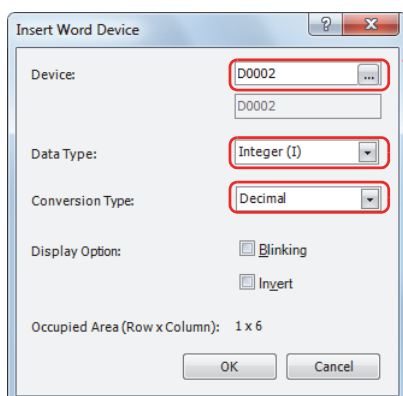 Insert Word Device
? X
Device: D0002 ...
D0002
Data Type: Integer (I)
Conversion Type: Decimal
Display Option: Blinking
Invert
Occupied Area (Row x Column): 1 x 6
OK Cancel